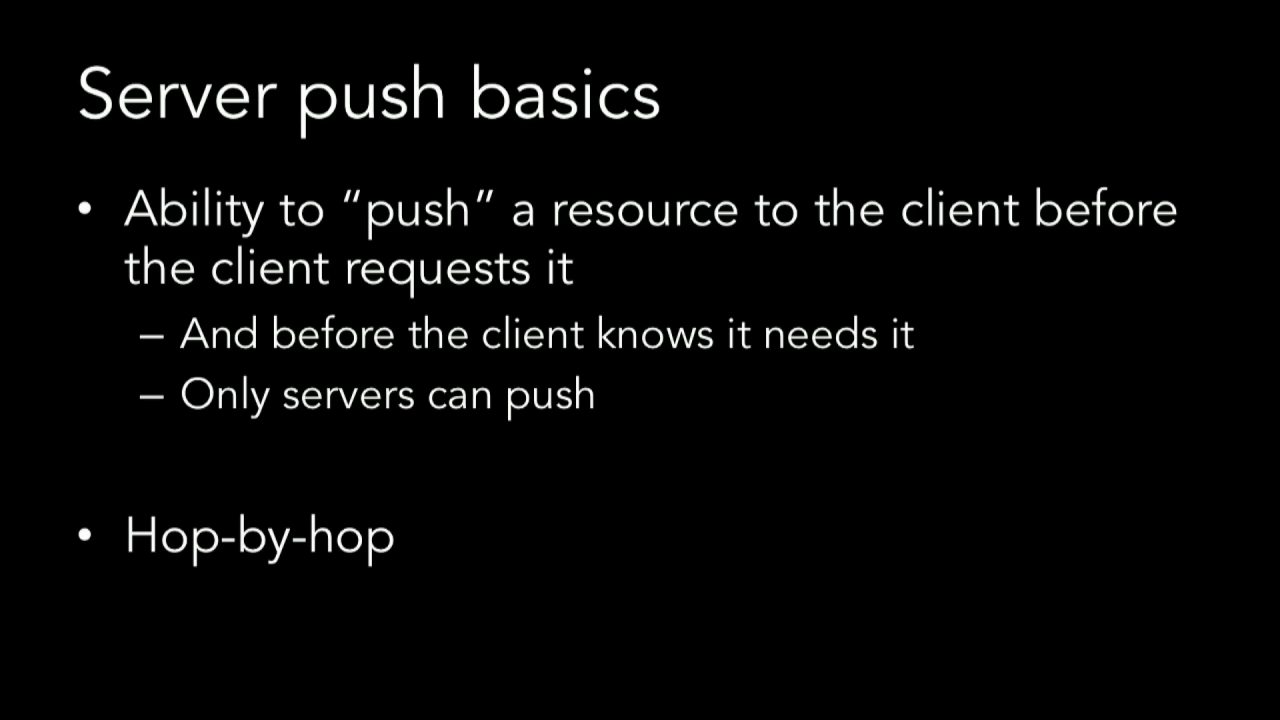 Server push basics
• Ability to “push” a resource to the client before
the client requests it
– And before the client knows it needs it
– Only servers can push
• Hop-by-hop